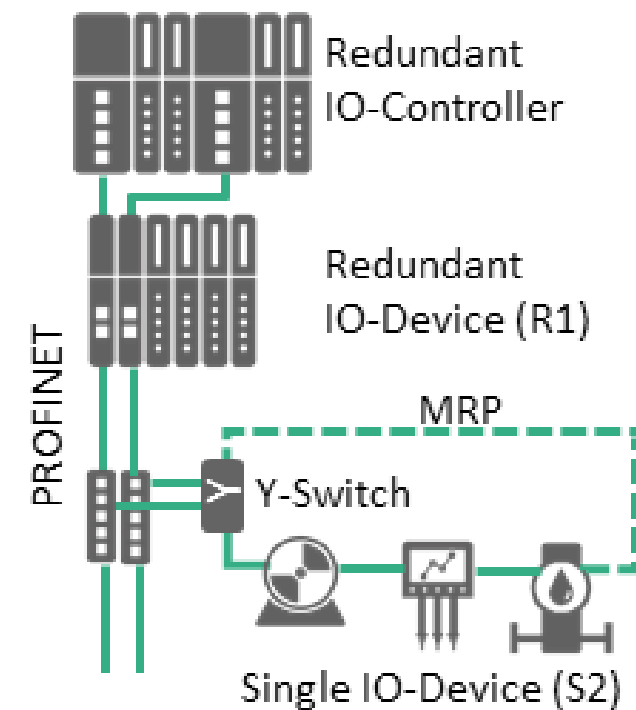 Redundant
IO-Controller
Redundant
IO-Device (R1)
PROFINET
MRP
Y
Y-Switch
Single IO-Device (S2)